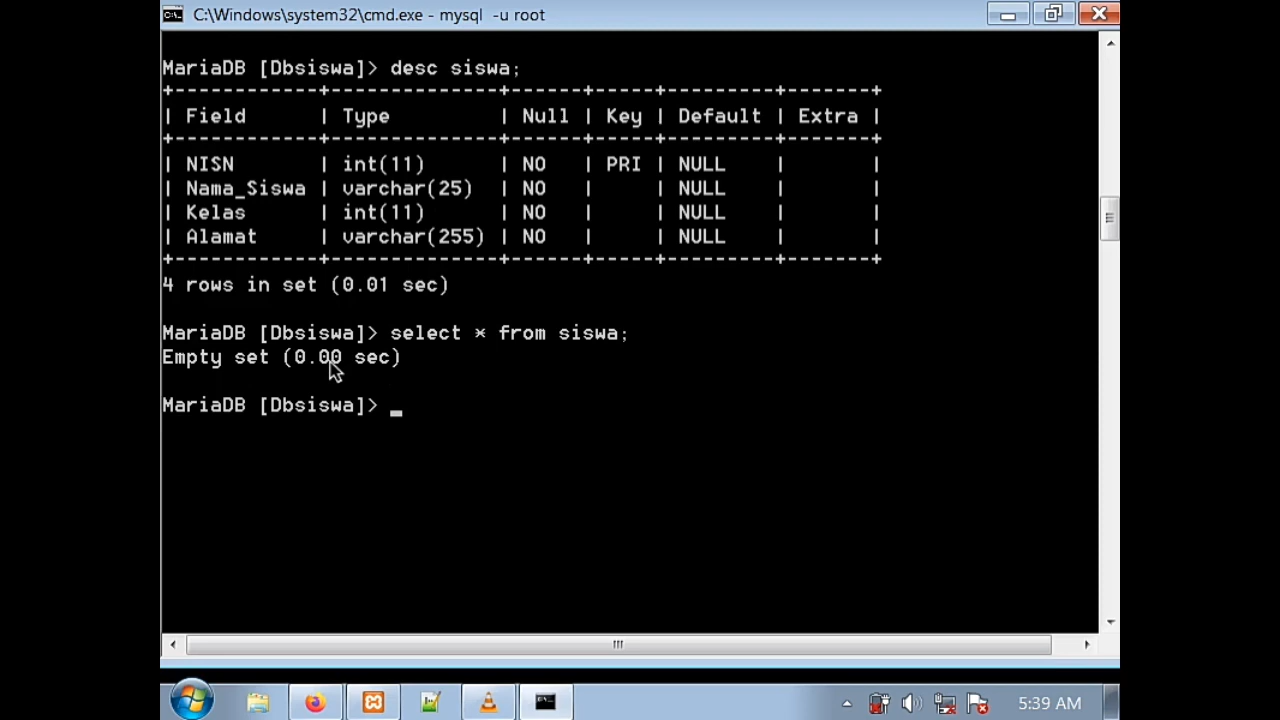 C:\Windows\system32\cmd.exe - mysql  -u root
MariaDB [Dbsiswa]> desc siswa;
+------------+--------------+------+-----+---------+-------+
| Field      | Type         | Null | Key | Default | Extra |
+------------+--------------+------+-----+---------+-------+
| NISN       | int(11)      | NO   | PRI | NULL    |       |
| Nama_Siswa | varchar(25)  | NO   |     | NULL    |       |
| Kelas      | int(11)      | NO   |     | NULL    |       |
| Alamat     | varchar(255) | NO   |     | NULL    |       |
+------------+--------------+------+-----+---------+-------+
4 rows in set (0.01 sec)
MariaDB [Dbsiswa]> select * from siswa;
Empty set (0.00 sec)
MariaDB [Dbsiswa]> _
5:39 AM